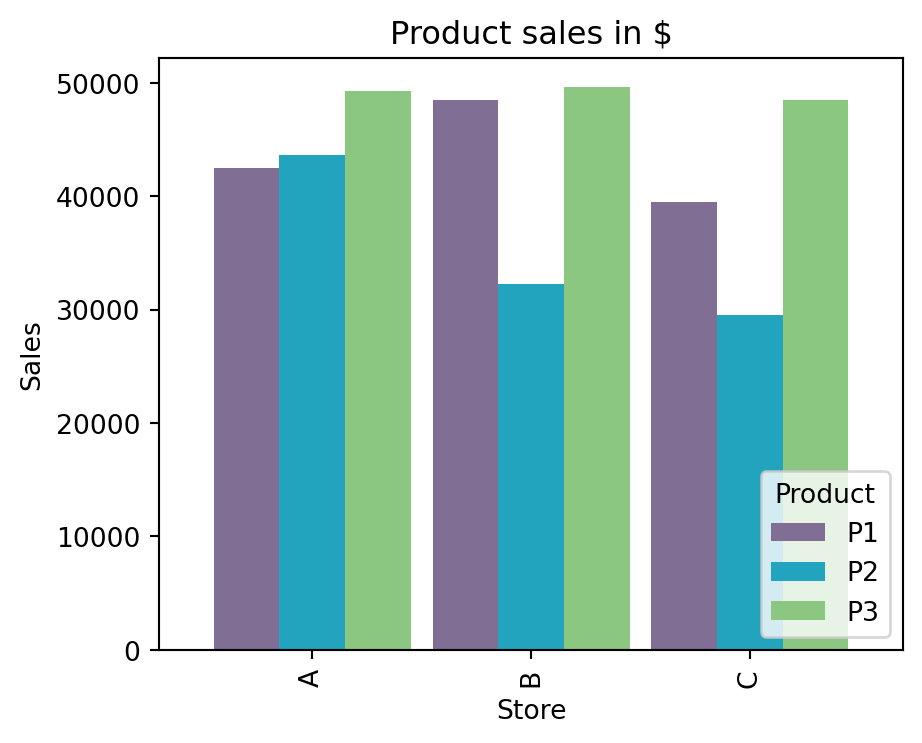 Product sales in $
Sales
50000
40000
30000
20000
10000
0
A
B
C
Store
Product
P1
P2
P3